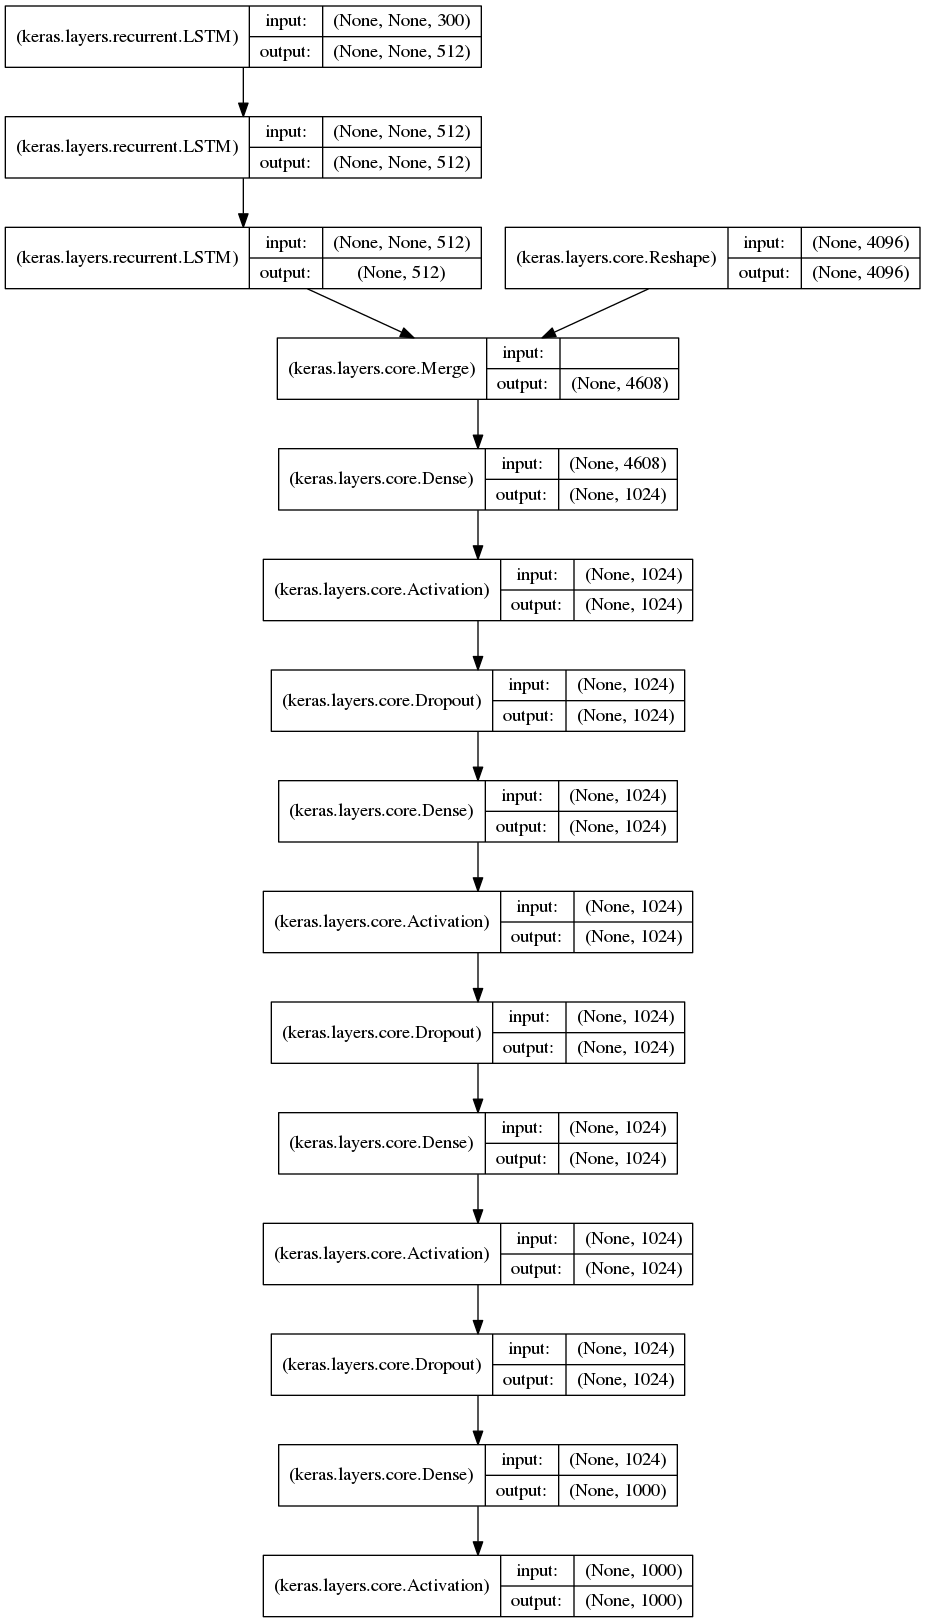 (keras.layers.recurrent.LSTM) input: (None, None, 300)
output: (None, None, 512)
(keras.layers.recurrent.LSTM) input: (None, None, 512)
output: (None, None, 512)
(keras.layers.recurrent.LSTM) input: (None, None, 512)
output: (None, 512)
(keras.layers.core.Reshape) input: (None, 4096)
output: (None, 4096)
(keras.layers.core.Merge) input:
output: (None, 4608)
(keras.layers.core.Dense) input: (None, 4608)
output: (None, 1024)
(keras.layers.core.Activation) input: (None, 1024)
output: (None, 1024)
(keras.layers.core.Dropout) input: (None, 1024)
output: (None, 1024)
(keras.layers.core.Dense) input: (None, 1024)
output: (None, 1024)
(keras.layers.core.Activation) input: (None, 1024)
output: (None, 1024)
(keras.layers.core.Dropout) input: (None, 1024)
output: (None, 1024)
(keras.layers.core.Dense) input: (None, 1024)
output: (None, 1024)
(keras.layers.core.Activation) input: (None, 1024)
output: (None, 1024)
(keras.layers.core.Dropout) input: (None, 1024)
output: (None, 1024)
(keras.layers.core.Dense) input: (None, 1024)
output: (None, 1000)
(keras.layers.core.Activation) input: (None, 1000)
output: (None, 1000)